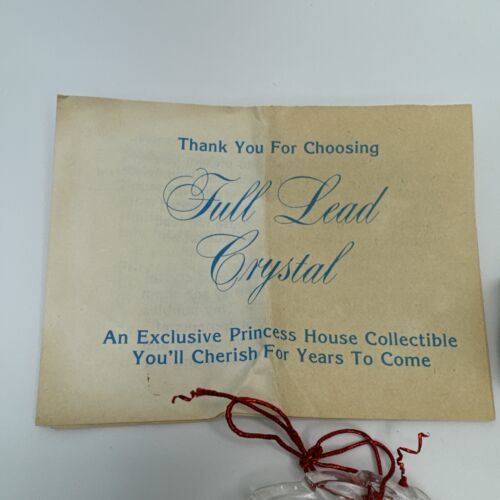 Thank You For Choosing
Full Lead
Crystal
An Exclusive Princess House Collectible
You'll Cherish For Years To Come